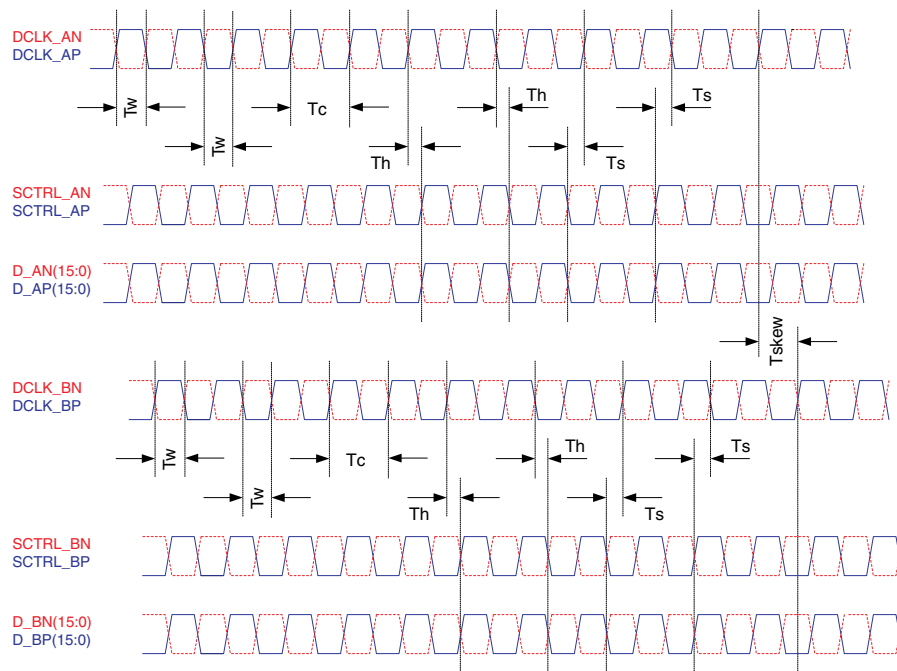 DCLK_AN
DCLK_AP
Tw
Tw
Tc
Th
Th
Ts
Ts
SCTRL_AN
SCTRL_AP
D_AN(15:0)
D_AP(15:0)
Tskew
DCLK_BN
DCLK_BP
Tw
Tw
Tc
Th
Th
Ts
Ts
SCTRL_BN
SCTRL_BP
D_BN(15:0)
D_BP(15:0)